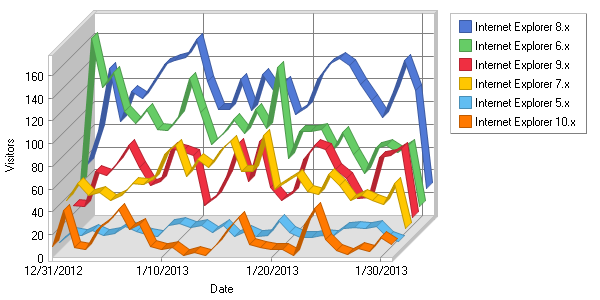 160
140
120
100
80
60
40
20
0
Visitors
12/31/2012
1/10/2013
1/20/2013
1/30/2013
Date
Internet Explorer 8.x
Internet Explorer 6.x
Internet Explorer 9.x
Internet Explorer 7.x
Internet Explorer 5.x
Internet Explorer 10.x